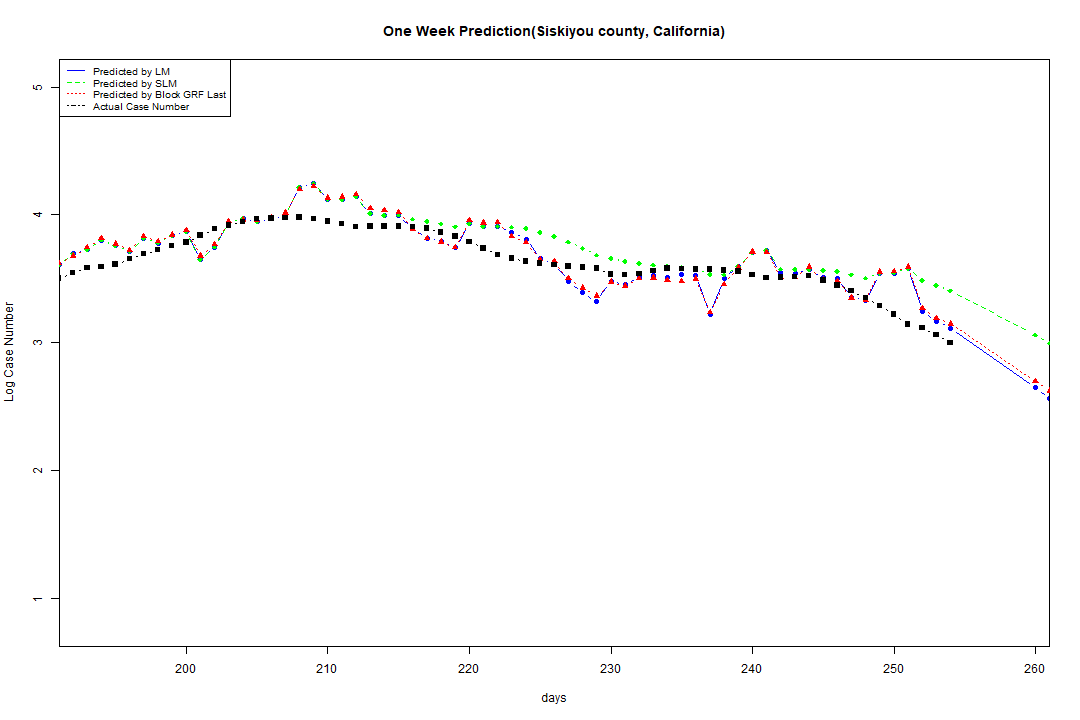 One Week Prediction(Siskiyou county, California)
Predicted by LM
Predicted by SLM
Predicted by Block GRF Last
Actual Case Number
5
4
3
2
1
Log Case Number
200 210 220 230 240 250 260
days